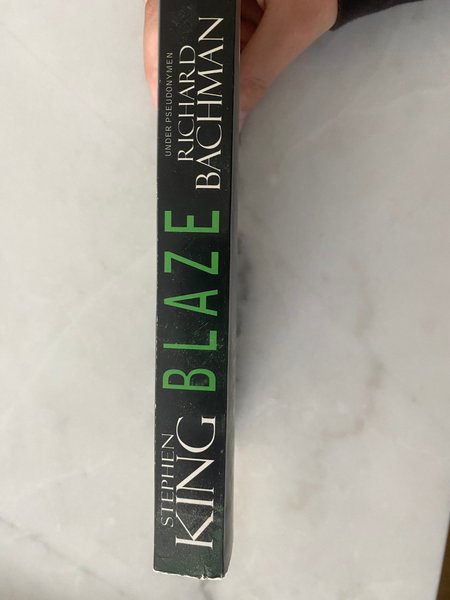 STEPHEN
KING
BLAZE
UNDER PSEUDONYMEN
RICHARD
BACHMAN